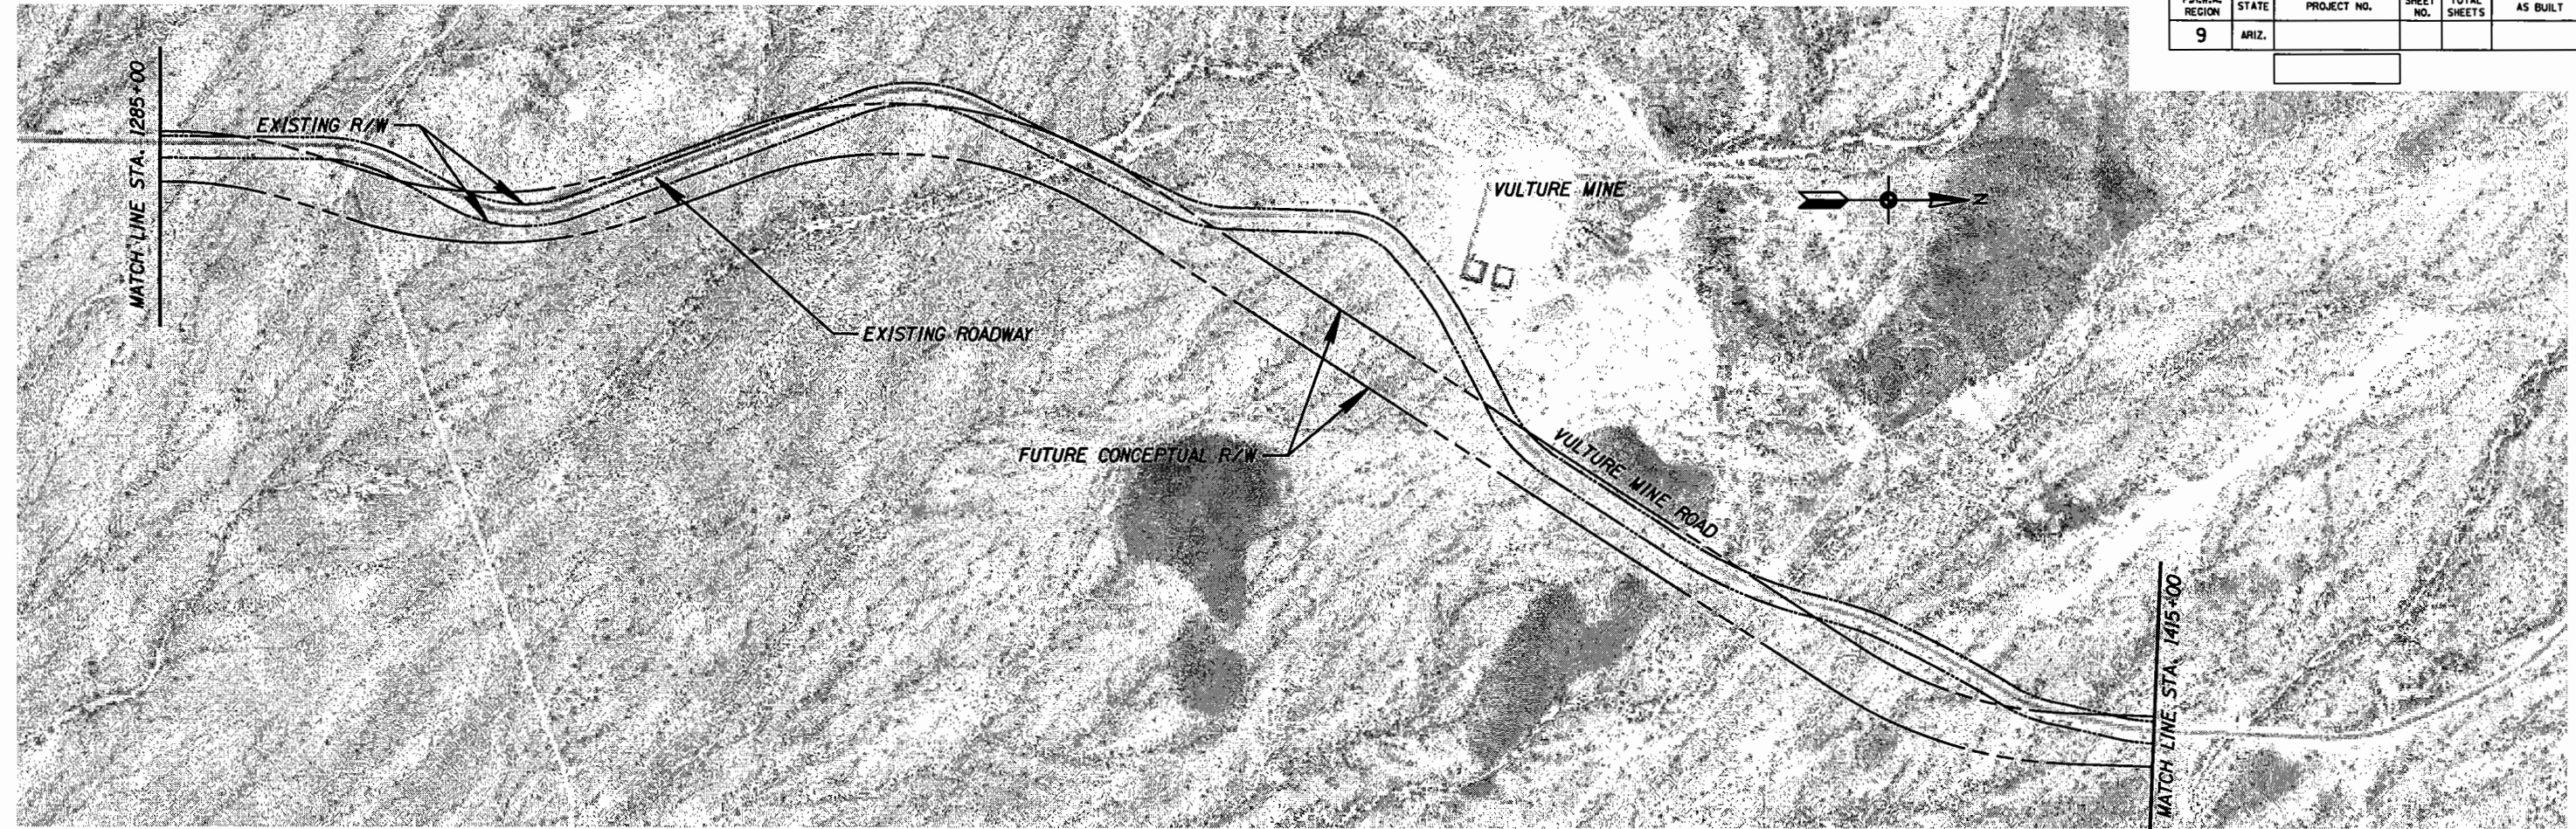 REGION STATE PROJECT NO. SHEET NO. TOTAL SHEETS AS BUILT
9 ARIZ.
MATCH LINE STA. 1285+00
EXISTING R/W
VULTURE MINE
N
EXISTING ROADWAY
FUTURE CONCEPTUAL R/W
VULTURE MINE ROAD
MATCH LINE STA. 1415+00